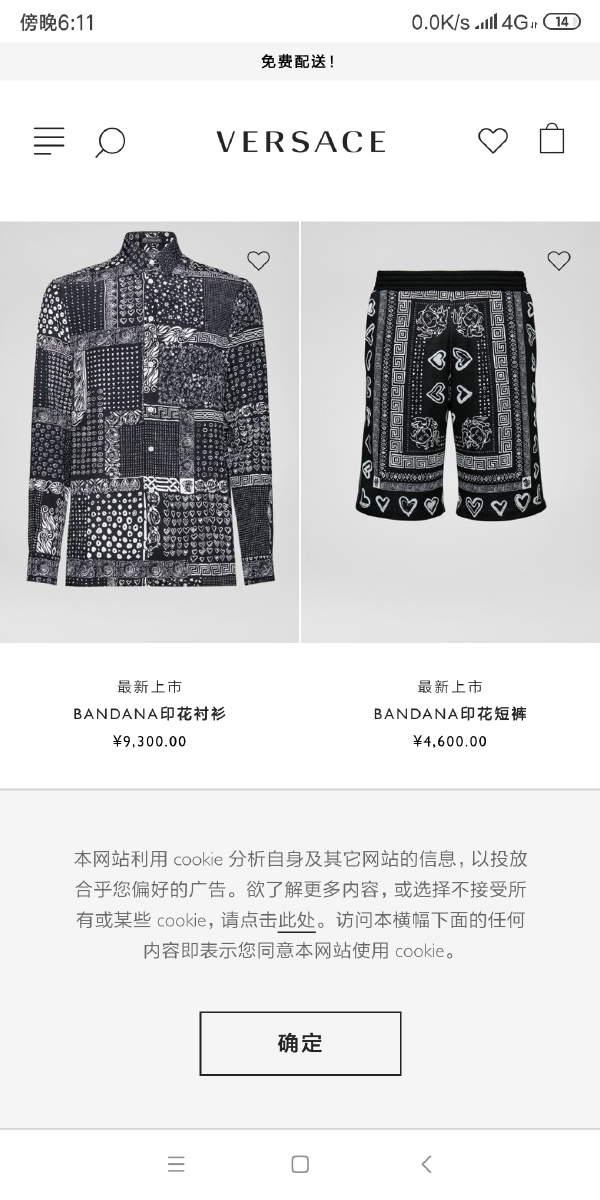 傍晚6:11
0.0K/s 4G 14
免费配送！
VERSACE
最新上市
BANDANA印花衬衫
¥9,300.00
最新上市
BANDANA印花短裤
¥4,600.00
本网站利用 cookie 分析自身及其它网站的信息，以投放
合乎您偏好的广告。欲了解更多内容，或选择不接受所
有或某些 cookie，请点击此处。访问本横幅下面的任何
内容即表示您同意本网站使用 cookie。
确定